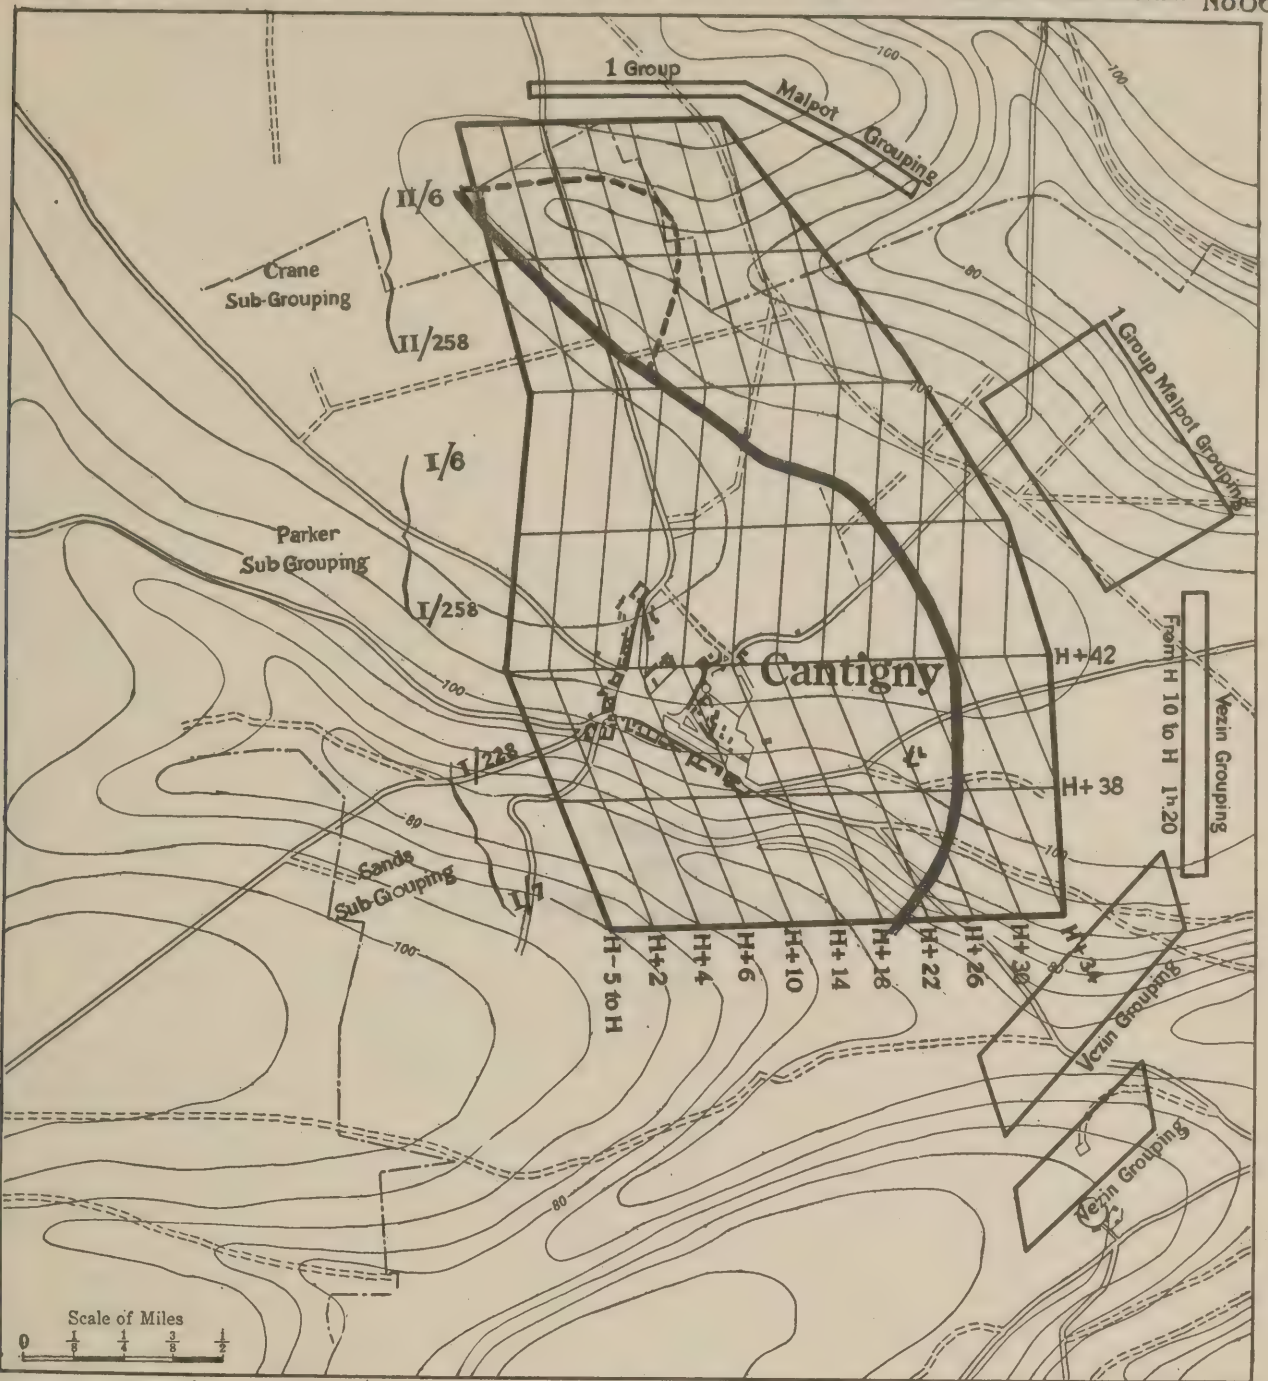 1 Group
Malpot Grouping
100
100
II/6
Crane
Sub-Grouping
II/258
80
1 Group Malpot Grouping
100
I/6
Parker
Sub Grouping
I/258
From H 10 to H 1h.20
Vezin Grouping
H+42
Cantigny
100
I/228
17
H+38
80
100
Sands
Sub-Grouping
I/7
100
H-5 to H
H+2
H+4
H+6
H+10
H+14
H+18
H+22
H+26
H+30
H+34
80
Vezin Grouping
Vezin Grouping
80
Scale of Miles
0 1/8 1/4 3/8 1/2